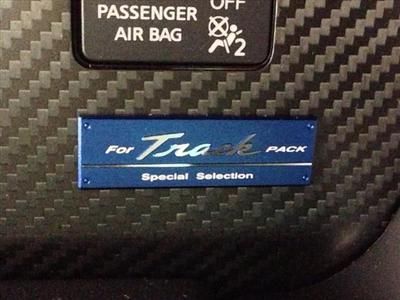 OFF
PASSENGER
AIR BAG
2
For Track PACK
Special Selection